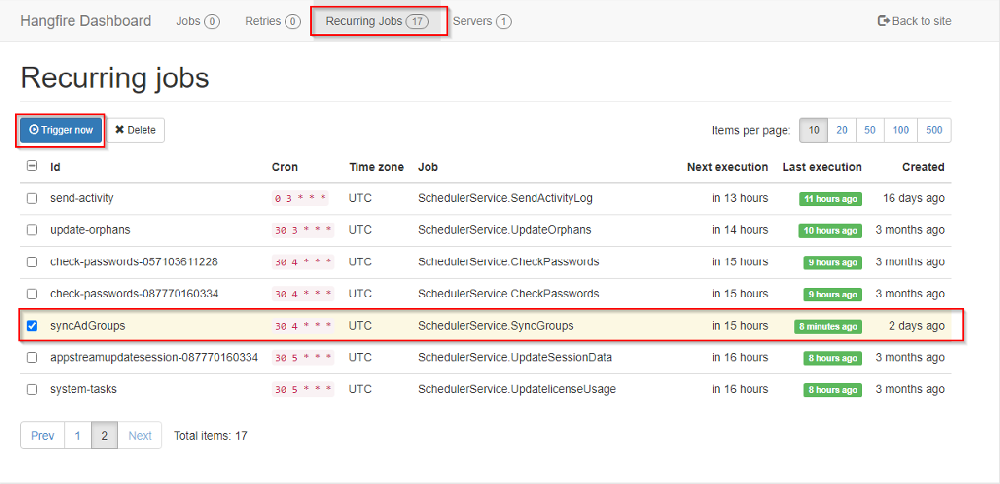 Hangfire Dashboard Jobs 0 Retries 0 Recurring Jobs 17 Servers 1 Back to site
Recurring jobs
Trigger now Delete Items per page: 10 20 50 100 500
Id Cron Time zone Job Next execution Last execution Created
send-activity 0 3 * * * UTC SchedulerService.SendActivityLog in 13 hours 11 hours ago 16 days ago
update-orphans 30 3 * * * UTC SchedulerService.UpdateOrphans in 14 hours 10 hours ago 3 months ago
check-passwords-057103611228 30 4 * * * UTC SchedulerService.CheckPasswords in 15 hours 9 hours ago 3 months ago
check-passwords-087770160334 30 4 * * * UTC SchedulerService.CheckPasswords in 15 hours 9 hours ago 3 months ago
syncAdGroups 30 4 * * * UTC SchedulerService.SyncGroups in 15 hours 8 minutes ago 2 days ago
appstreamupdatesession-087770160334 30 5 * * * UTC SchedulerService.UpdateSessionData in 16 hours 8 hours ago 3 months ago
system-tasks 30 5 * * * UTC SchedulerService.UpdatelicenseUsage in 16 hours 8 hours ago 3 months ago
Prev 1 2 Next Total items: 17